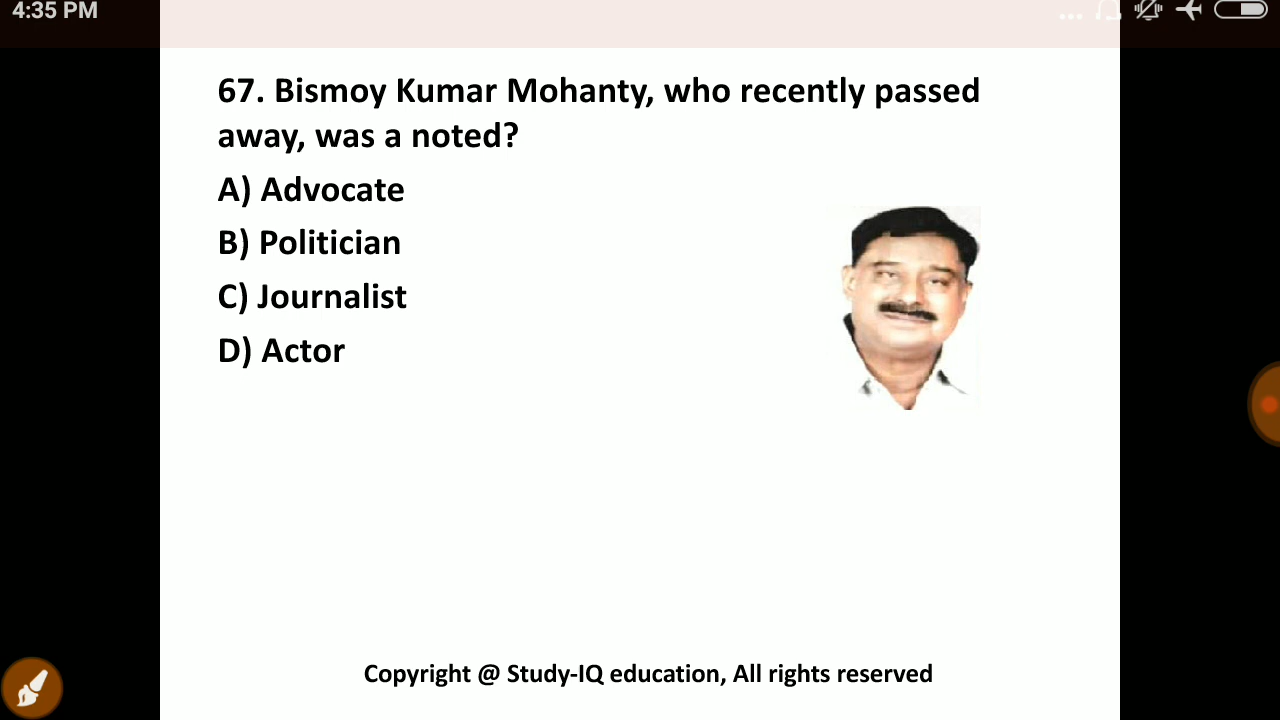 4:35 PM
67. Bismoy Kumar Mohanty, who recently passed
away, was a noted?
A) Advocate
B) Politician
C) Journalist
D) Actor
Copyright @ Study-IQ education, All rights reserved